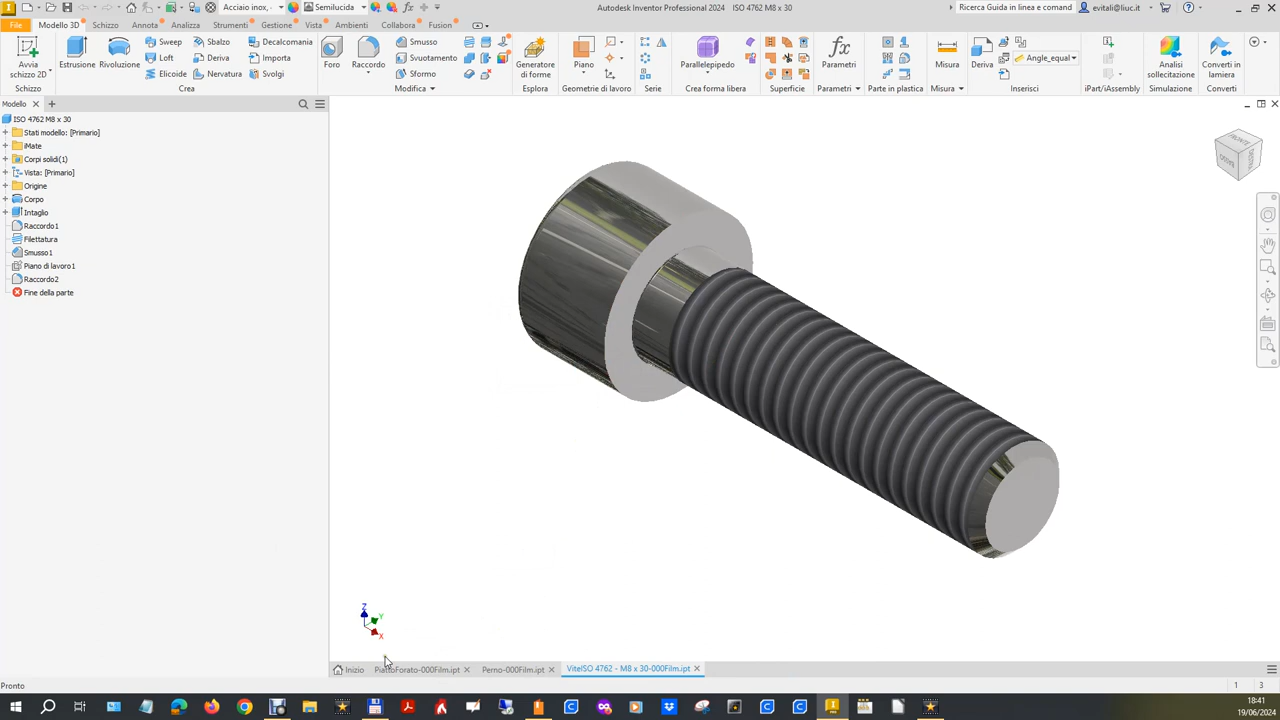 Acciaio inox, Semilucida Autodesk Inventor Professional 2024 ISO 4762 M8 x 30 Ricerca Guida in linea e comando evitali@liuc.it
File Modello 3D Schizzo Annota Analizza Strumenti Gestione Vista Ambienti Collabora Fusion
Avvia schizzo 2D Estrusione Rivoluzione Sweep Loft Elicoide Sbalzo Deriva Nervatura Decalcomania Importa Svolgi Foro Raccordo Smusso Svuotamento Sformo Generatore di forme Piano Parallelepipedo Parametri Misura Deriva Angle_equal Analisi sollecitazione Converti in lamiera
Schizzo Crea Modifica Esplora Geometrie di lavoro Serie Crea forma libera Superficie Parametri Parte in plastica Misura Inserisci iPart/iAssembly Simulazione Converti
Modello
ISO 4762 M8 x 30
Stati modello: [Primario]
iMate
Corpi solidi(1)
Vista: [Primario]
Origine
Corpo
Intaglio
Raccordo1
Filettatura
Smusso1
Piano di lavoro1
Raccordo2
Fine della parte
FRONTE
Z
Y
X
Inizio PiattoForato-000Film.ipt Perno-000Film.ipt ViteISO 4762 - M8 x 30-000Film.ipt
Pronto 1 3
18:41
19/06/2024